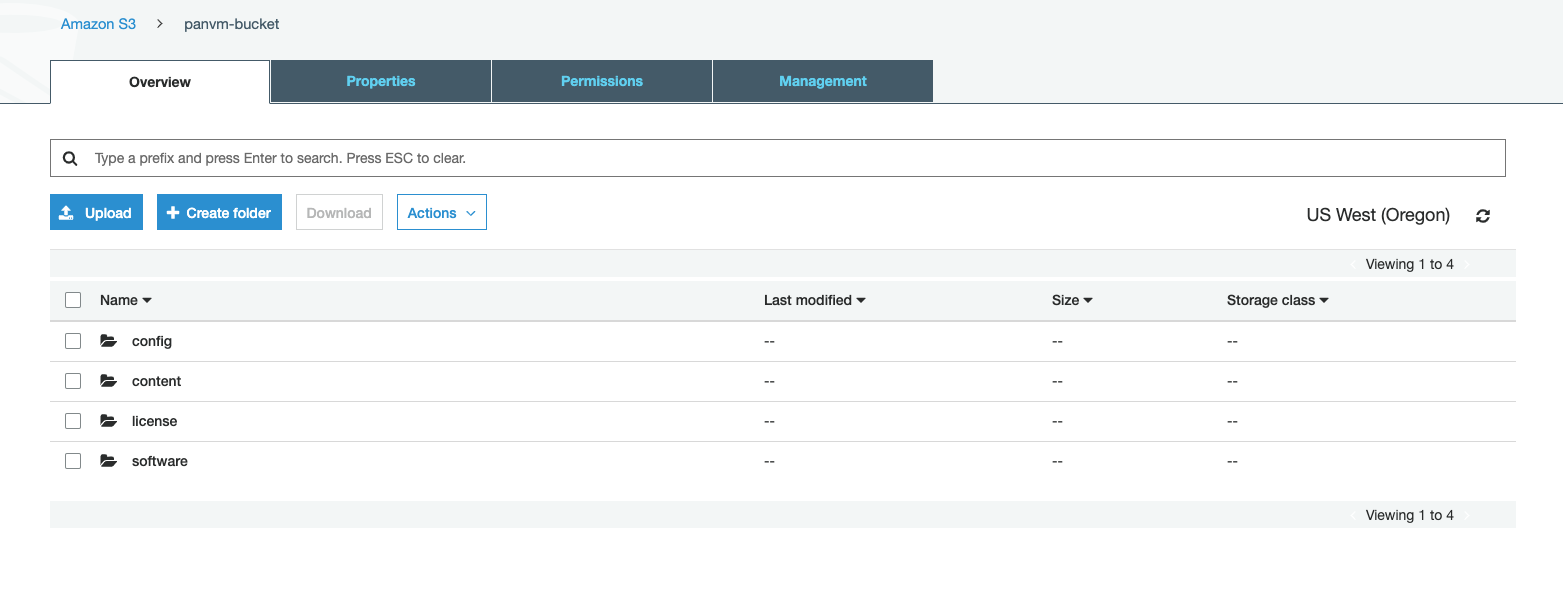 Amazon S3 > panvm-bucket
Overview Properties Permissions Management
Type a prefix and press Enter to search. Press ESC to clear.
Upload Create folder Download Actions US West (Oregon)
Viewing 1 to 4
Name Last modified Size Storage class
config -- -- --
content -- -- --
license -- -- --
software -- -- --
Viewing 1 to 4